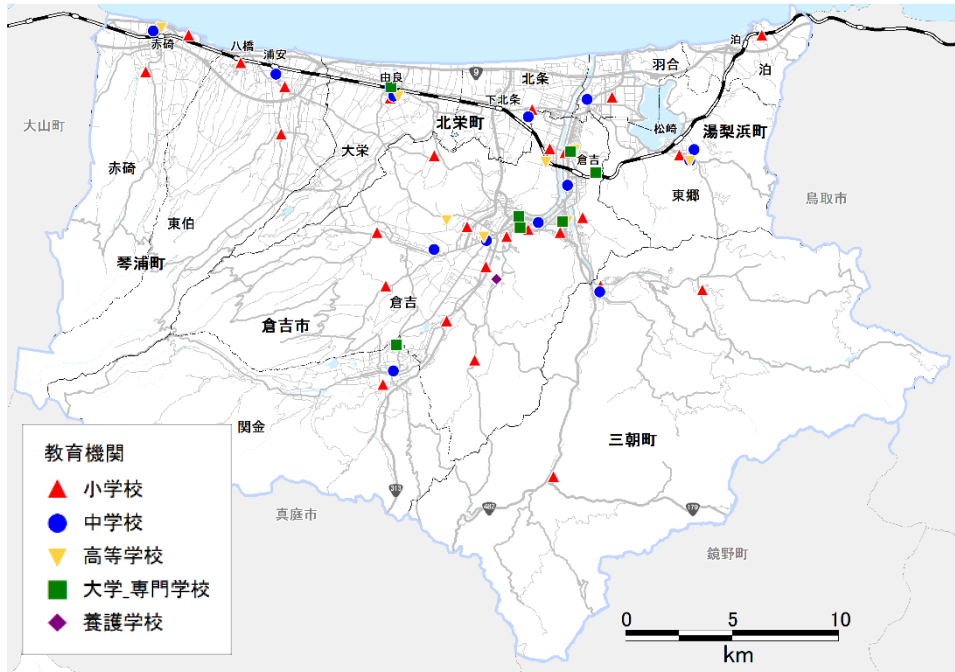 赤碕
八橋
浦安
由良
9
北条
羽合
泊
泊
下北条
大山町
北栄町
松崎
湯梨浜町
大栄
倉吉
赤碕
東郷
鳥取市
東伯
琴浦町
倉吉
倉吉市
関金
三朝町
313
482
179
真庭市
鏡野町
教育機関
小学校
中学校
高等学校
大学_専門学校
養護学校
0 5 10
km